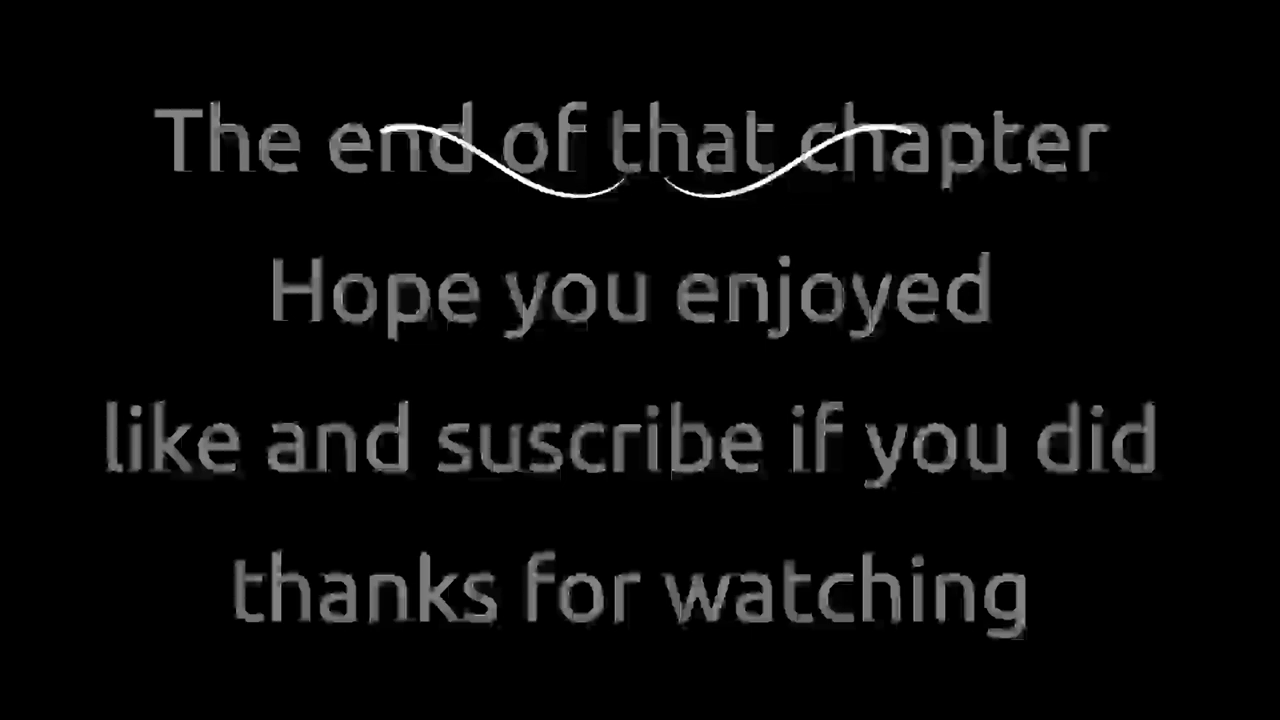 The end of that chapter
Hope you enjoyed
like and suscribe if you did
thanks for watching